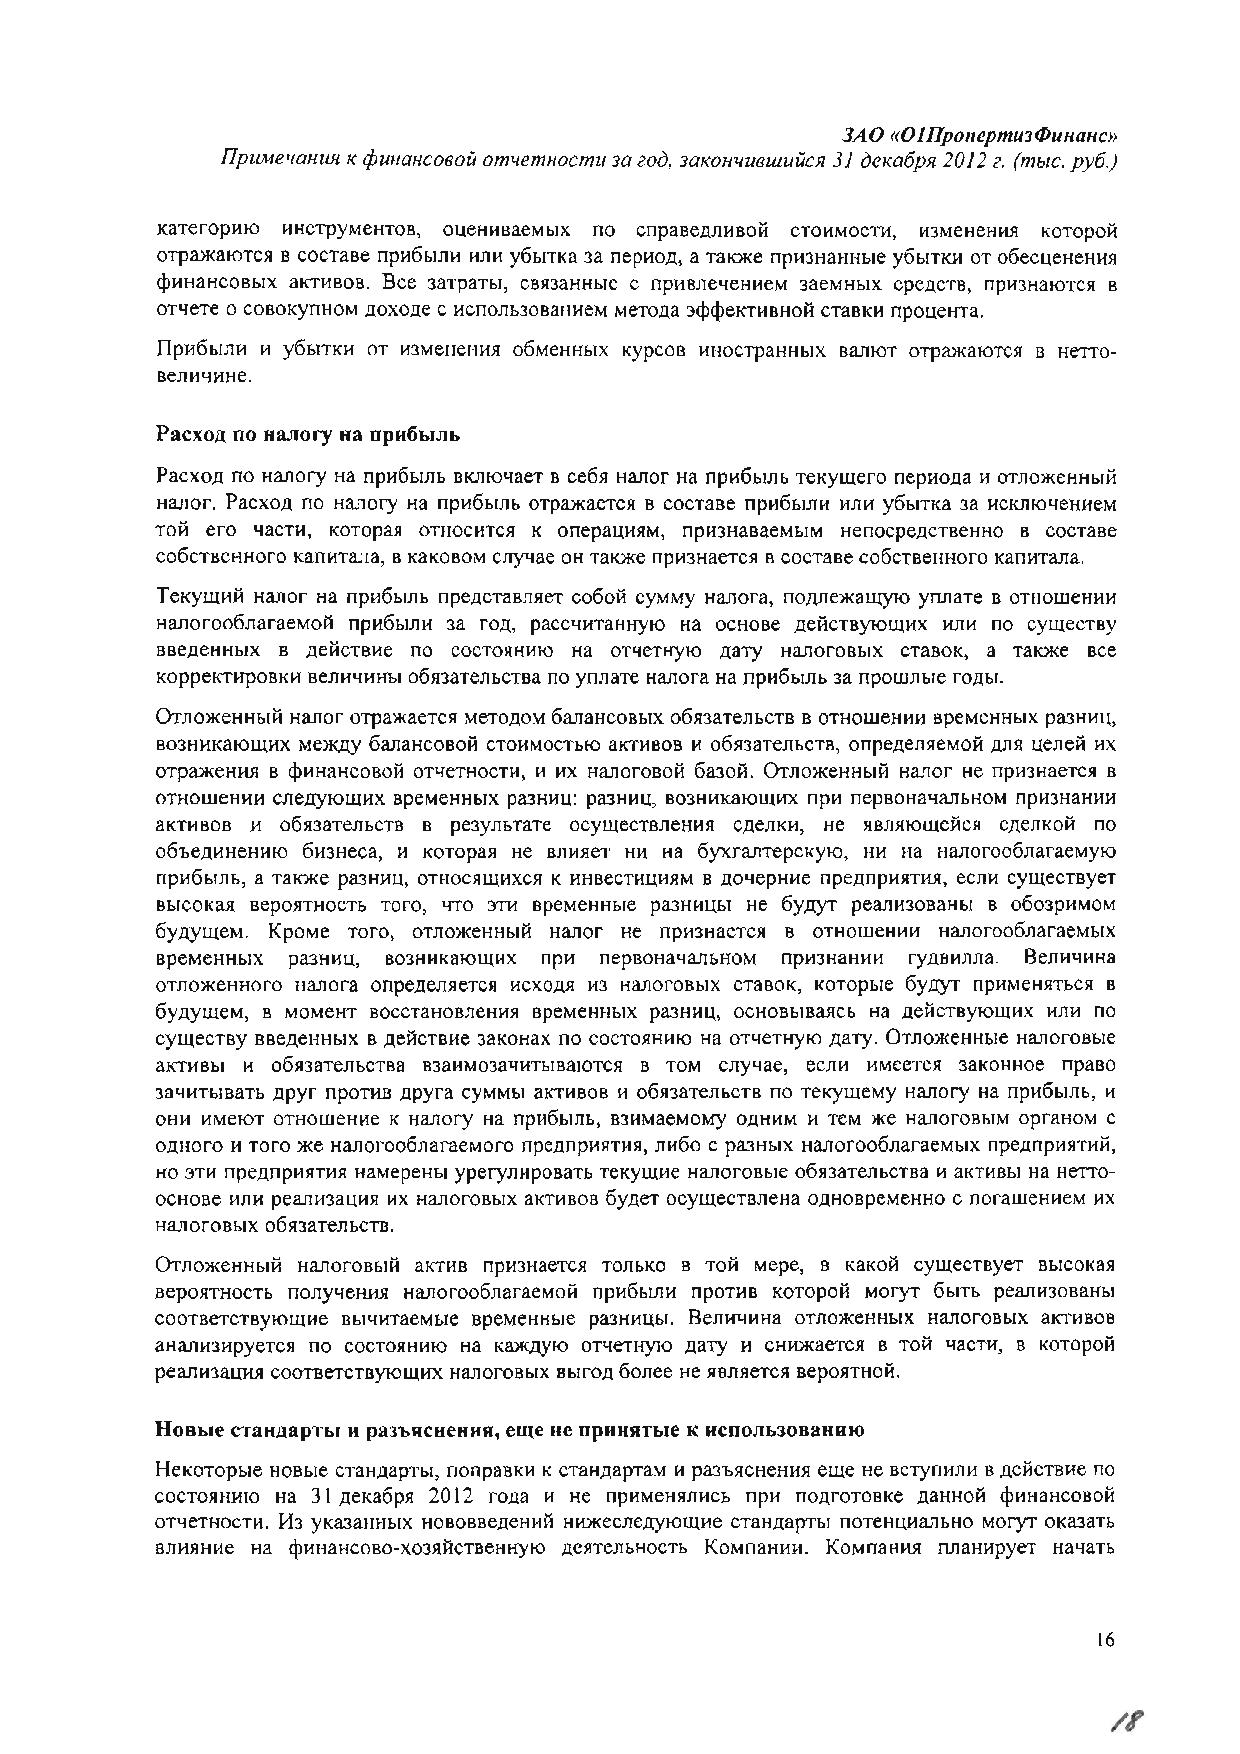 ЗАО «О1ПропертизФинанс»
Примечания к финансовой отчетности за год, закончившийся 31 декабря 2012 г. (тыс. руб.)
категорию инструментов, оцениваемых по справедливой стоимости, изменения которой
отражаются в составе прибыли или убытка за период, а также признанные убытки от обесценения
финансовых активов. Все затраты, связанные с привлечением заемных средств, признаются в
отчете о совокупном доходе с использованием метода эффективной ставки процента.
Прибыли и убытки от изменения обменных курсов иностранных валют отражаются в нетто-
величине.
Расход по налогу на прибыль
Расход по налогу на прибыль включает в себя налог на прибыль текущего периода и отложенный
налог. Расход по налогу на прибыль отражается в составе прибыли или убытка за исключением
той его части, которая относится к операциям, признаваемым непосредственно в составе
собственного капитала, в каковом случае он также признается в составе собственного капитала.
Текущий налог на прибыль представляет собой сумму налога, подлежащую уплате в отношении
налогооблагаемой прибыли за год, рассчитанную на основе действующих или по существу
введенных в действие по состоянию на отчетную дату налоговых ставок, а также все
корректировки величины обязательства по уплате налога на прибыль за прошлые годы.
Отложенный налог отражается методом балансовых обязательств в отношении временных разниц,
возникающих между балансовой стоимостью активов и обязательств, определяемой для целей их
отражения в финансовой отчетности, и их налоговой базой. Отложенный налог не признается в
отношении следующих временных разниц: разниц, возникающих при первоначальном признании
активов и обязательств в результате осуществления сделки, не являющейся сделкой по
объединению бизнеса, и которая не влияет ни на бухгалтерскую, ни на налогооблагаемую
прибыль, а также разниц, относящихся к инвестициям в дочерние предприятия, если существует
высокая вероятность того, что эти временные разницы не будут реализованы в обозримом
будущем. Кроме того, отложенный налог не признается в отношении налогооблагаемых
временных разниц, возникающих при первоначальном признании гудвилла. Величина
отложенного налога определяется исходя из налоговых ставок, которые будут применяться в
будущем, в момент восстановления временных разниц, основываясь на действующих или по
существу введенных в действие законах по состоянию на отчетную дату. Отложенные налоговые
активы и обязательства взаимозачитываются в том случае, если имеется законное право
зачитывать друг против друга суммы активов и обязательств по текущему налогу на прибыль, и
они имеют отношение к налогу на прибыль, взимаемому одним и тем же налоговым органом с
одного и того же налогооблагаемого предприятия, либо с разных налогооблагаемых предприятий,
но эти предприятия намерены урегулировать текущие налоговые обязательства и активы на нетто-
основе или реализация их налоговых активов будет осуществлена одновременно с погашением их
налоговых обязательств.
Отложенный налоговый актив признается только в той мере, в какой существует высокая
вероятность получения налогооблагаемой прибыли против которой могут быть реализованы
соответствующие вычитаемые временные разницы. Величина отложенных налоговых активов
анализируется по состоянию на каждую отчетную дату и снижается в той части, в которой
реализация соответствующих налоговых выгод более не является вероятной.
Новые стандарты и разъяснения, еще не принятые к использованию
Некоторые новые стандарты, поправки к стандартам и разъяснения еще не вступили в действие по
состоянию на 31 декабря 2012 года и не применялись при подготовке данной финансовой
отчетности. Из указанных нововведений нижеследующие стандарты потенциально могут оказать
влияние на финансово-хозяйственную деятельность Компании. Компания планирует начать
16
18